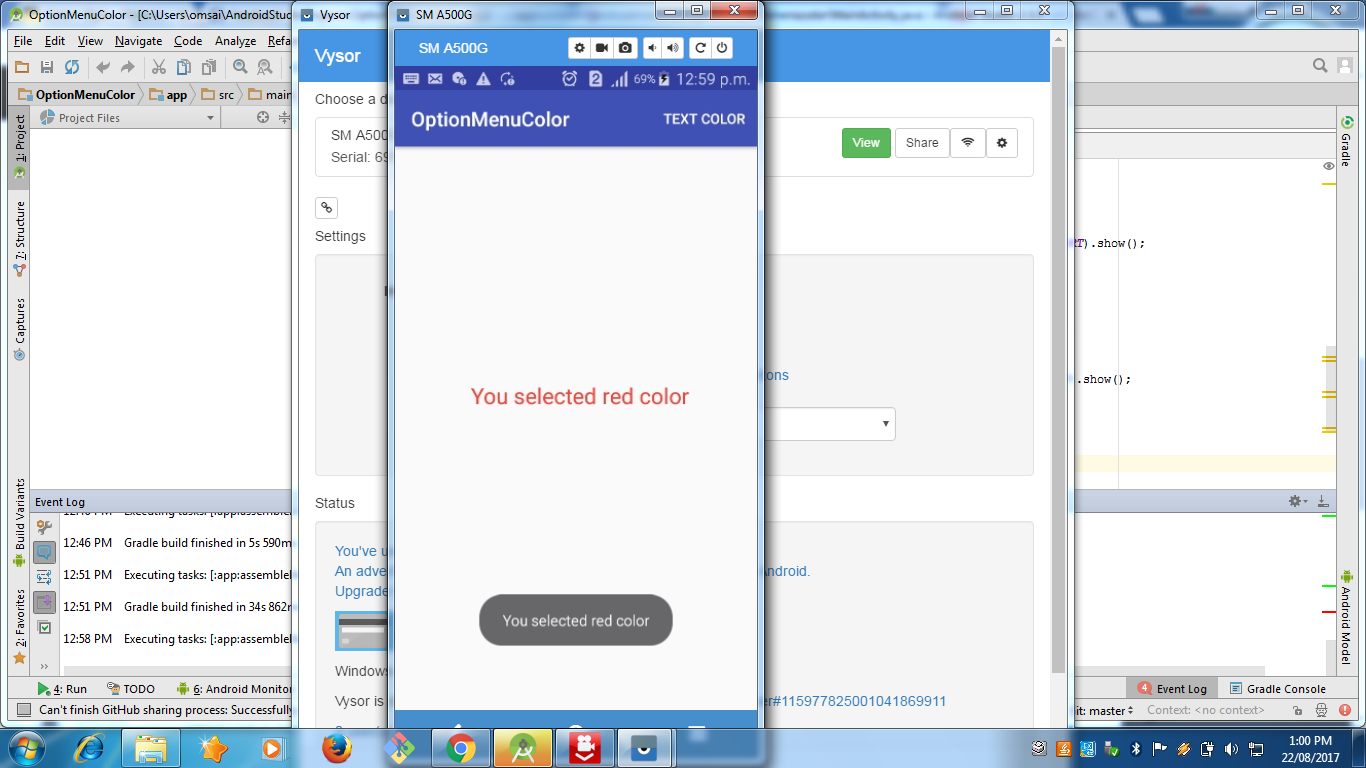 OptionMenuColor - [C:\Users\omsai\AndroidStud
File Edit View Navigate Code Analyze Refa
OptionMenuColor app src main
Project Files
1: Project
7: Structure
Captures
Build Variants
2: Favorites
Event Log
12:46 PM Gradle build finished in 5s 590m
12:51 PM Executing tasks: [:app:assemble
12:51 PM Gradle build finished in 34s 862m
12:58 PM Executing tasks: [:app:assemble
4: Run TODO 6: Android Monitor
Can't finish GitHub sharing process: Successfully
Vysor
Vysor
Choose a d
SM A500
Serial: 69
View Share
Settings
ons
Status
You've u
An adve
ndroid.
Upgrade
Windows
Vysor is
er#115977825001041869911
SM A500G
SM A500G
2 69% 12:59 p.m.
OptionMenuColor TEXT COLOR
You selected red color
You selected red color
T).show();
.show();
Gradle
Android Model
4 Event Log Gradle Console
it: master Context: <no context>
1:00 PM
22/08/2017